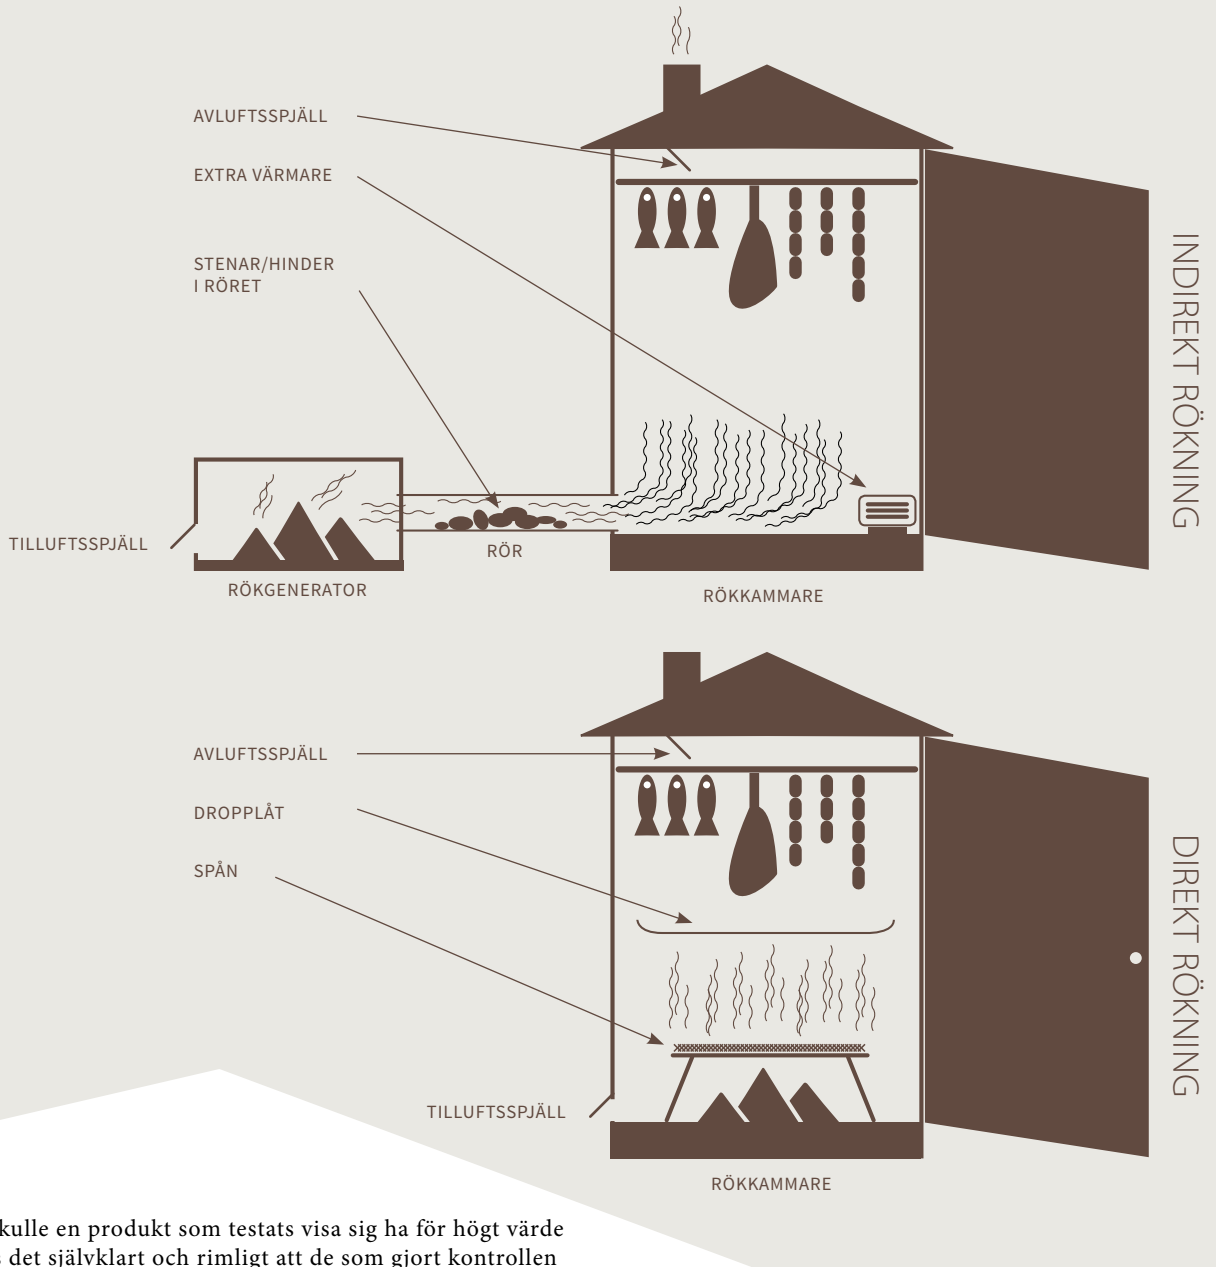 AVLUFTSSPJÄLL
EXTRA VÄRMARE
STENAR/HINDER
I RÖRET
INDIREKT RÖKNING
TILLUFTSSPJÄLL
RÖR
RÖKGENERATOR
RÖKKAMMARE
AVLUFTSSPJÄLL
DROPPLÅT
SPÅN
DIREKT RÖKNING
TILLUFTSSPJÄLL
RÖKKAMMARE
kulle en produkt som testats visa sig ha för högt värde
det självklart och rimligt att de som gjort kontrollen